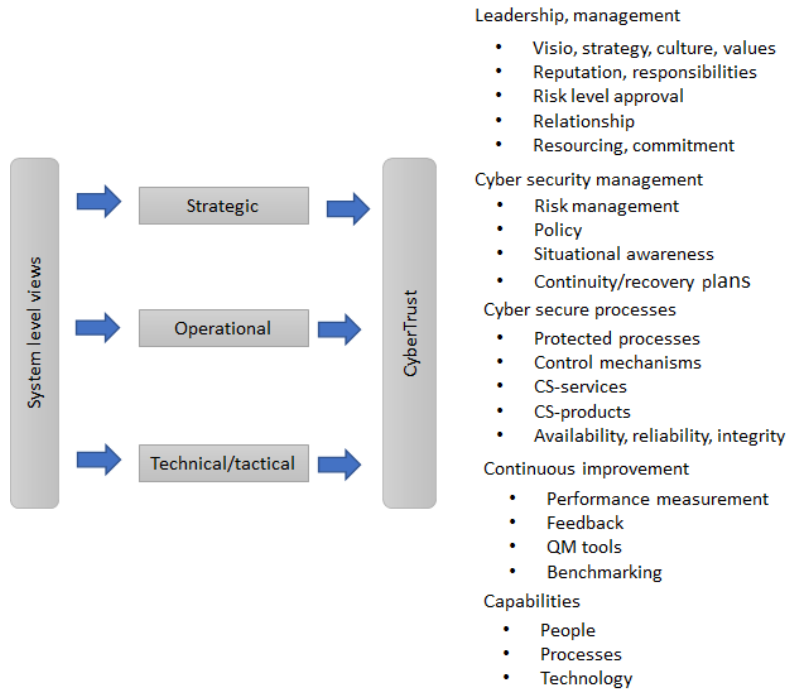 System level views
Strategic
Operational
Technical/tactical
CyberTrust
Leadership, management
• Visio, strategy, culture, values
• Reputation, responsibilities
• Risk level approval
• Relationship
• Resourcing, commitment
Cyber security management
• Risk management
• Policy
• Situational awareness
• Continuity/recovery plans
Cyber secure processes
• Protected processes
• Control mechanisms
• CS-services
• CS-products
• Availability, reliability, integrity
Continuous improvement
• Performance measurement
• Feedback
• QM tools
• Benchmarking
Capabilities
• People
• Processes
• Technology